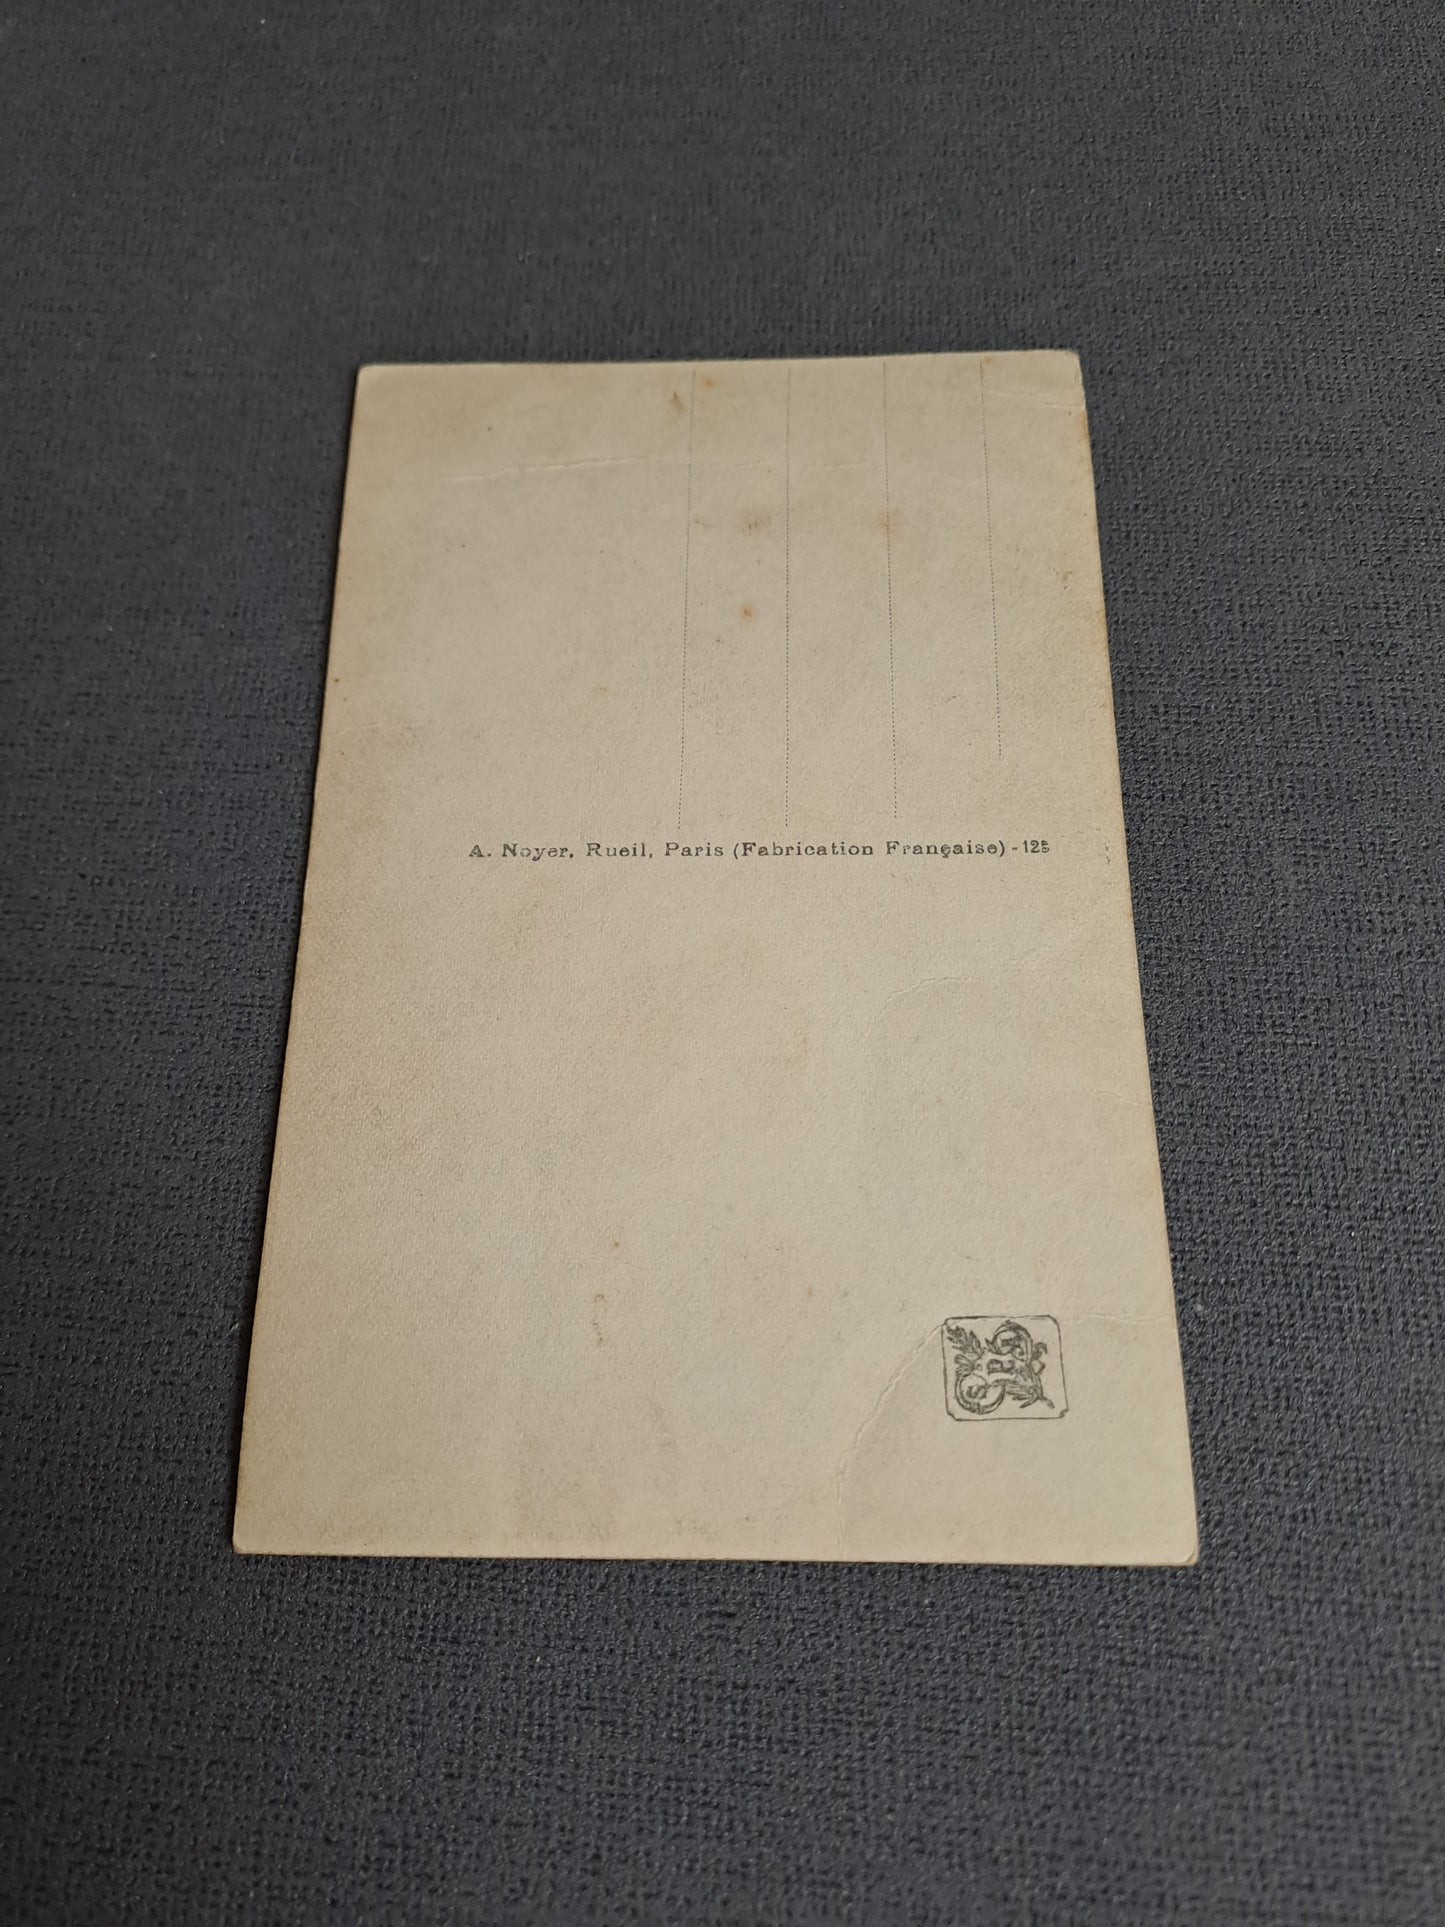 A. Noyer, Rueil, Paris (Fabrication Française) - 125